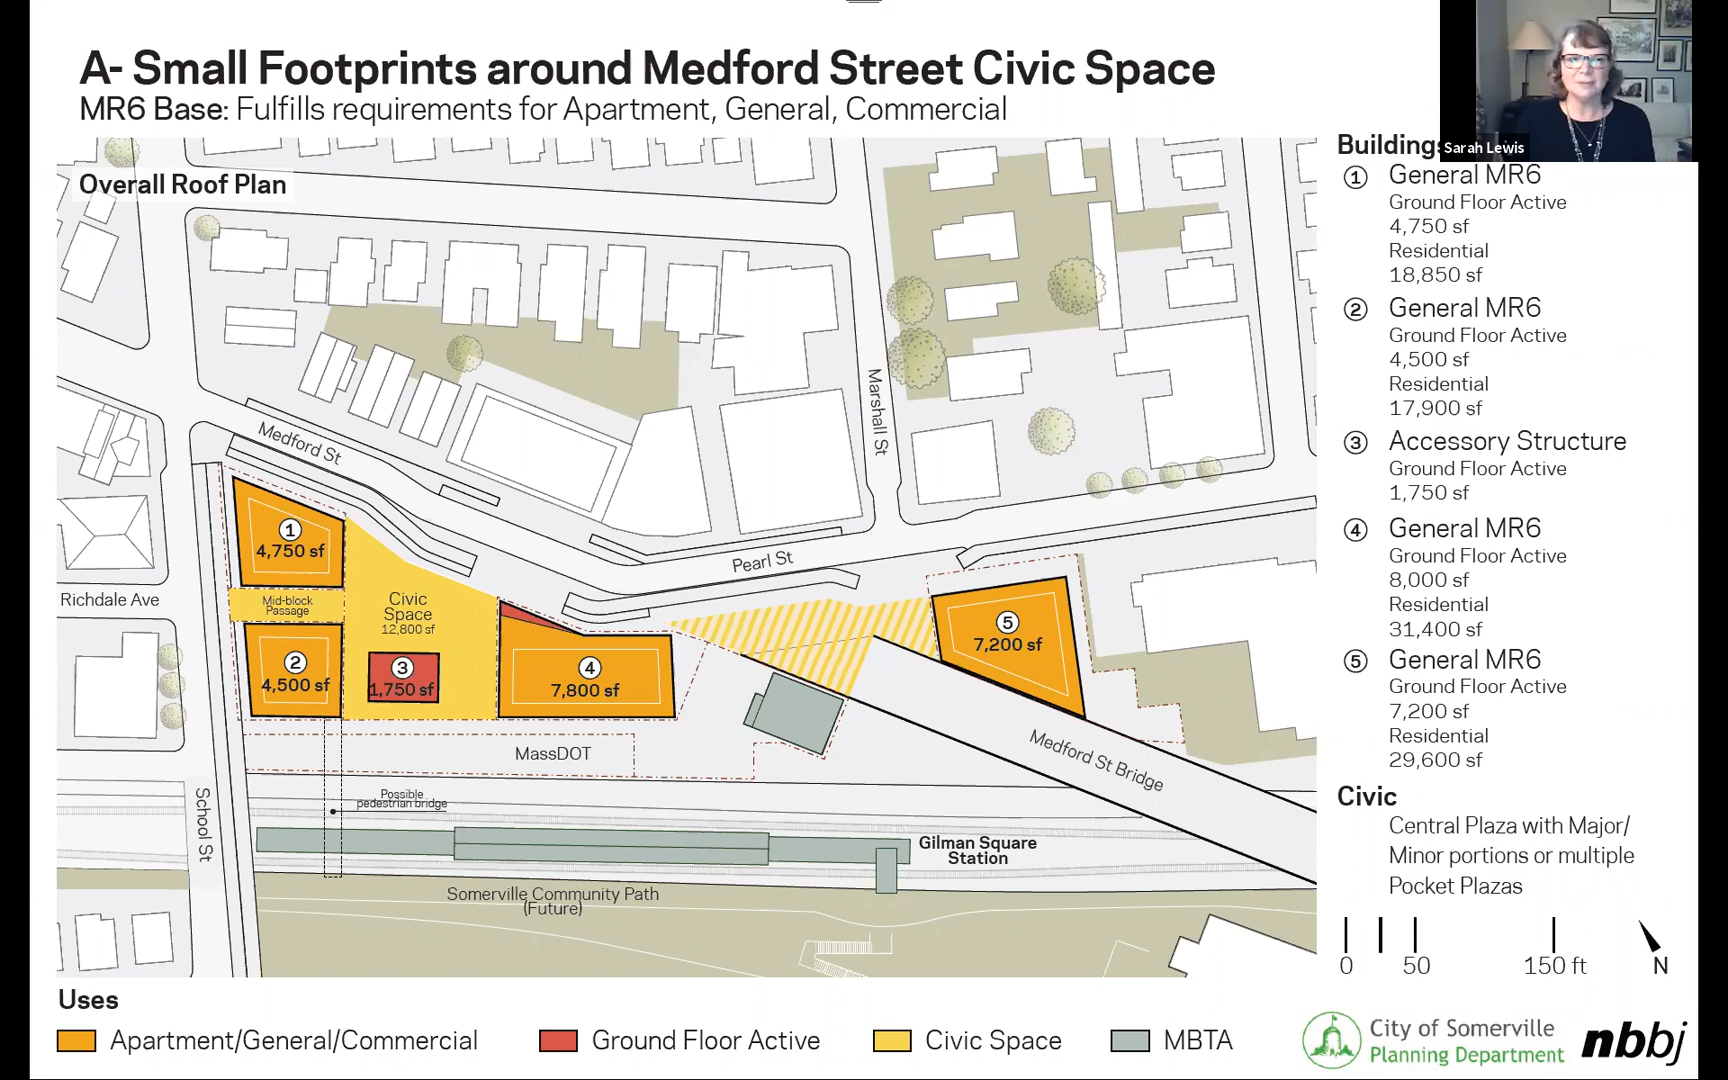 A- Small Footprints around Medford Street Civic Space
MR6 Base: Fulfills requirements for Apartment, General, Commercial
Sarah Lewis
Overall Roof Plan
Medford St
Marshall St
Pearl St
Richdale Ave
School St
1
4,750 sf
Mid-block
Passage
2
4,500 sf
Civic
Space
12,800 sf
3
1,750 sf
4
7,800 sf
5
7,200 sf
MassDOT
Medford St Bridge
Possible
pedestrian bridge
Gilman Square
Station
Somerville Community Path
(Future)
Buildings
1 General MR6
Ground Floor Active
4,750 sf
Residential
18,850 sf
2 General MR6
Ground Floor Active
4,500 sf
Residential
17,900 sf
3 Accessory Structure
Ground Floor Active
1,750 sf
4 General MR6
Ground Floor Active
8,000 sf
Residential
31,400 sf
5 General MR6
Ground Floor Active
7,200 sf
Residential
29,600 sf
Civic
Central Plaza with Major/
Minor portions or multiple
Pocket Plazas
0 50 150 ft N
Uses
Apartment/General/Commercial
Ground Floor Active
Civic Space
MBTA
City of Somerville
Planning Department
nbbj